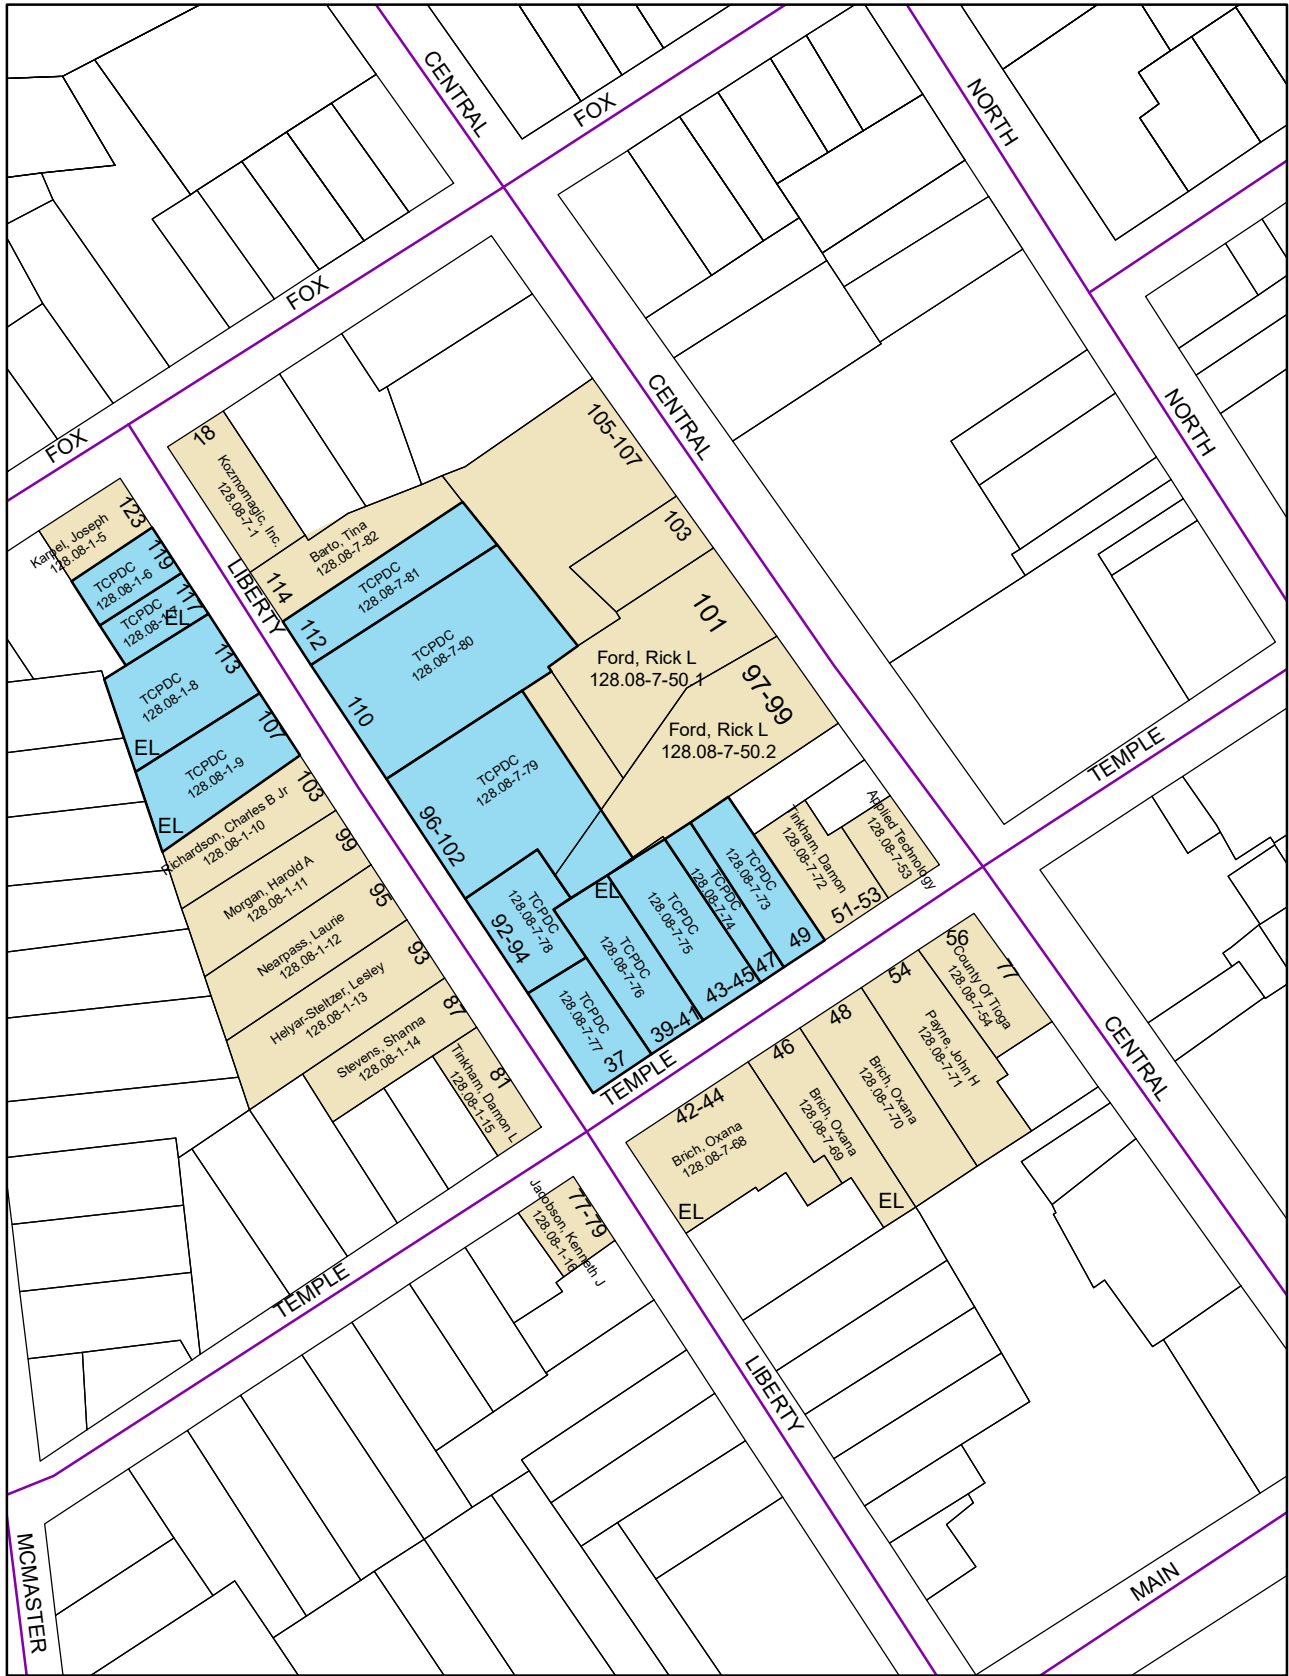 CENTRAL
FOX
NORTH
FOX
CENTRAL
NORTH
FOX
18
Kozmomagic, Inc.
128.08-7-1
105-107
103
123
Karpel, Joseph
128.08-1-5
119
TCPDC
128.08-1-6
117
TCPDC
EL
LIBERTY
Barto, Tina
128.08-7-82
114
TCPDC
128.08-7-81
112
TCPDC
128.08-7-80
110
101
Ford, Rick L
128.08-7-50.1
97-99
Ford, Rick L
128.08-7-50.2
113
TCPDC
128.08-1-8
EL
107
TCPDC
128.08-1-9
EL
103
Richardson, Charles B Jr
128.08-1-10
99
Morgan, Harold A
128.08-1-11
95
Nearpass, Laurie
128.08-1-12
93
Helyar-Steltzer, Lesley
128.08-1-13
87
Stevens, Shanna
128.08-1-14
81
Tinkham, Damon L
128.08-1-15
TCPDC
128.08-7-79
96-102
TCPDC
128.08-7-78
92-94
TCPDC
128.08-7-77
37
EL
TCPDC
128.08-7-76
39-41
TCPDC
128.08-7-75
43-45
TCPDC
128.08-7-74
47
TCPDC
128.08-7-73
49
Tinkham, Damon
128.08-7-72
51-53
Applied Technology
128.08-7-53
TEMPLE
TEMPLE
56
County Of Tioga
128.08-7-54
77
54
Payne, John H
128.08-7-71
48
Brich, Oxana
128.08-7-70
EL
46
Brich, Oxana
128.08-7-69
42-44
Brich, Oxana
128.08-7-68
EL
CENTRAL
77-79
Jacobson, Kenneth J
128.08-1-16
TEMPLE
LIBERTY
MCMASTER
MAIN